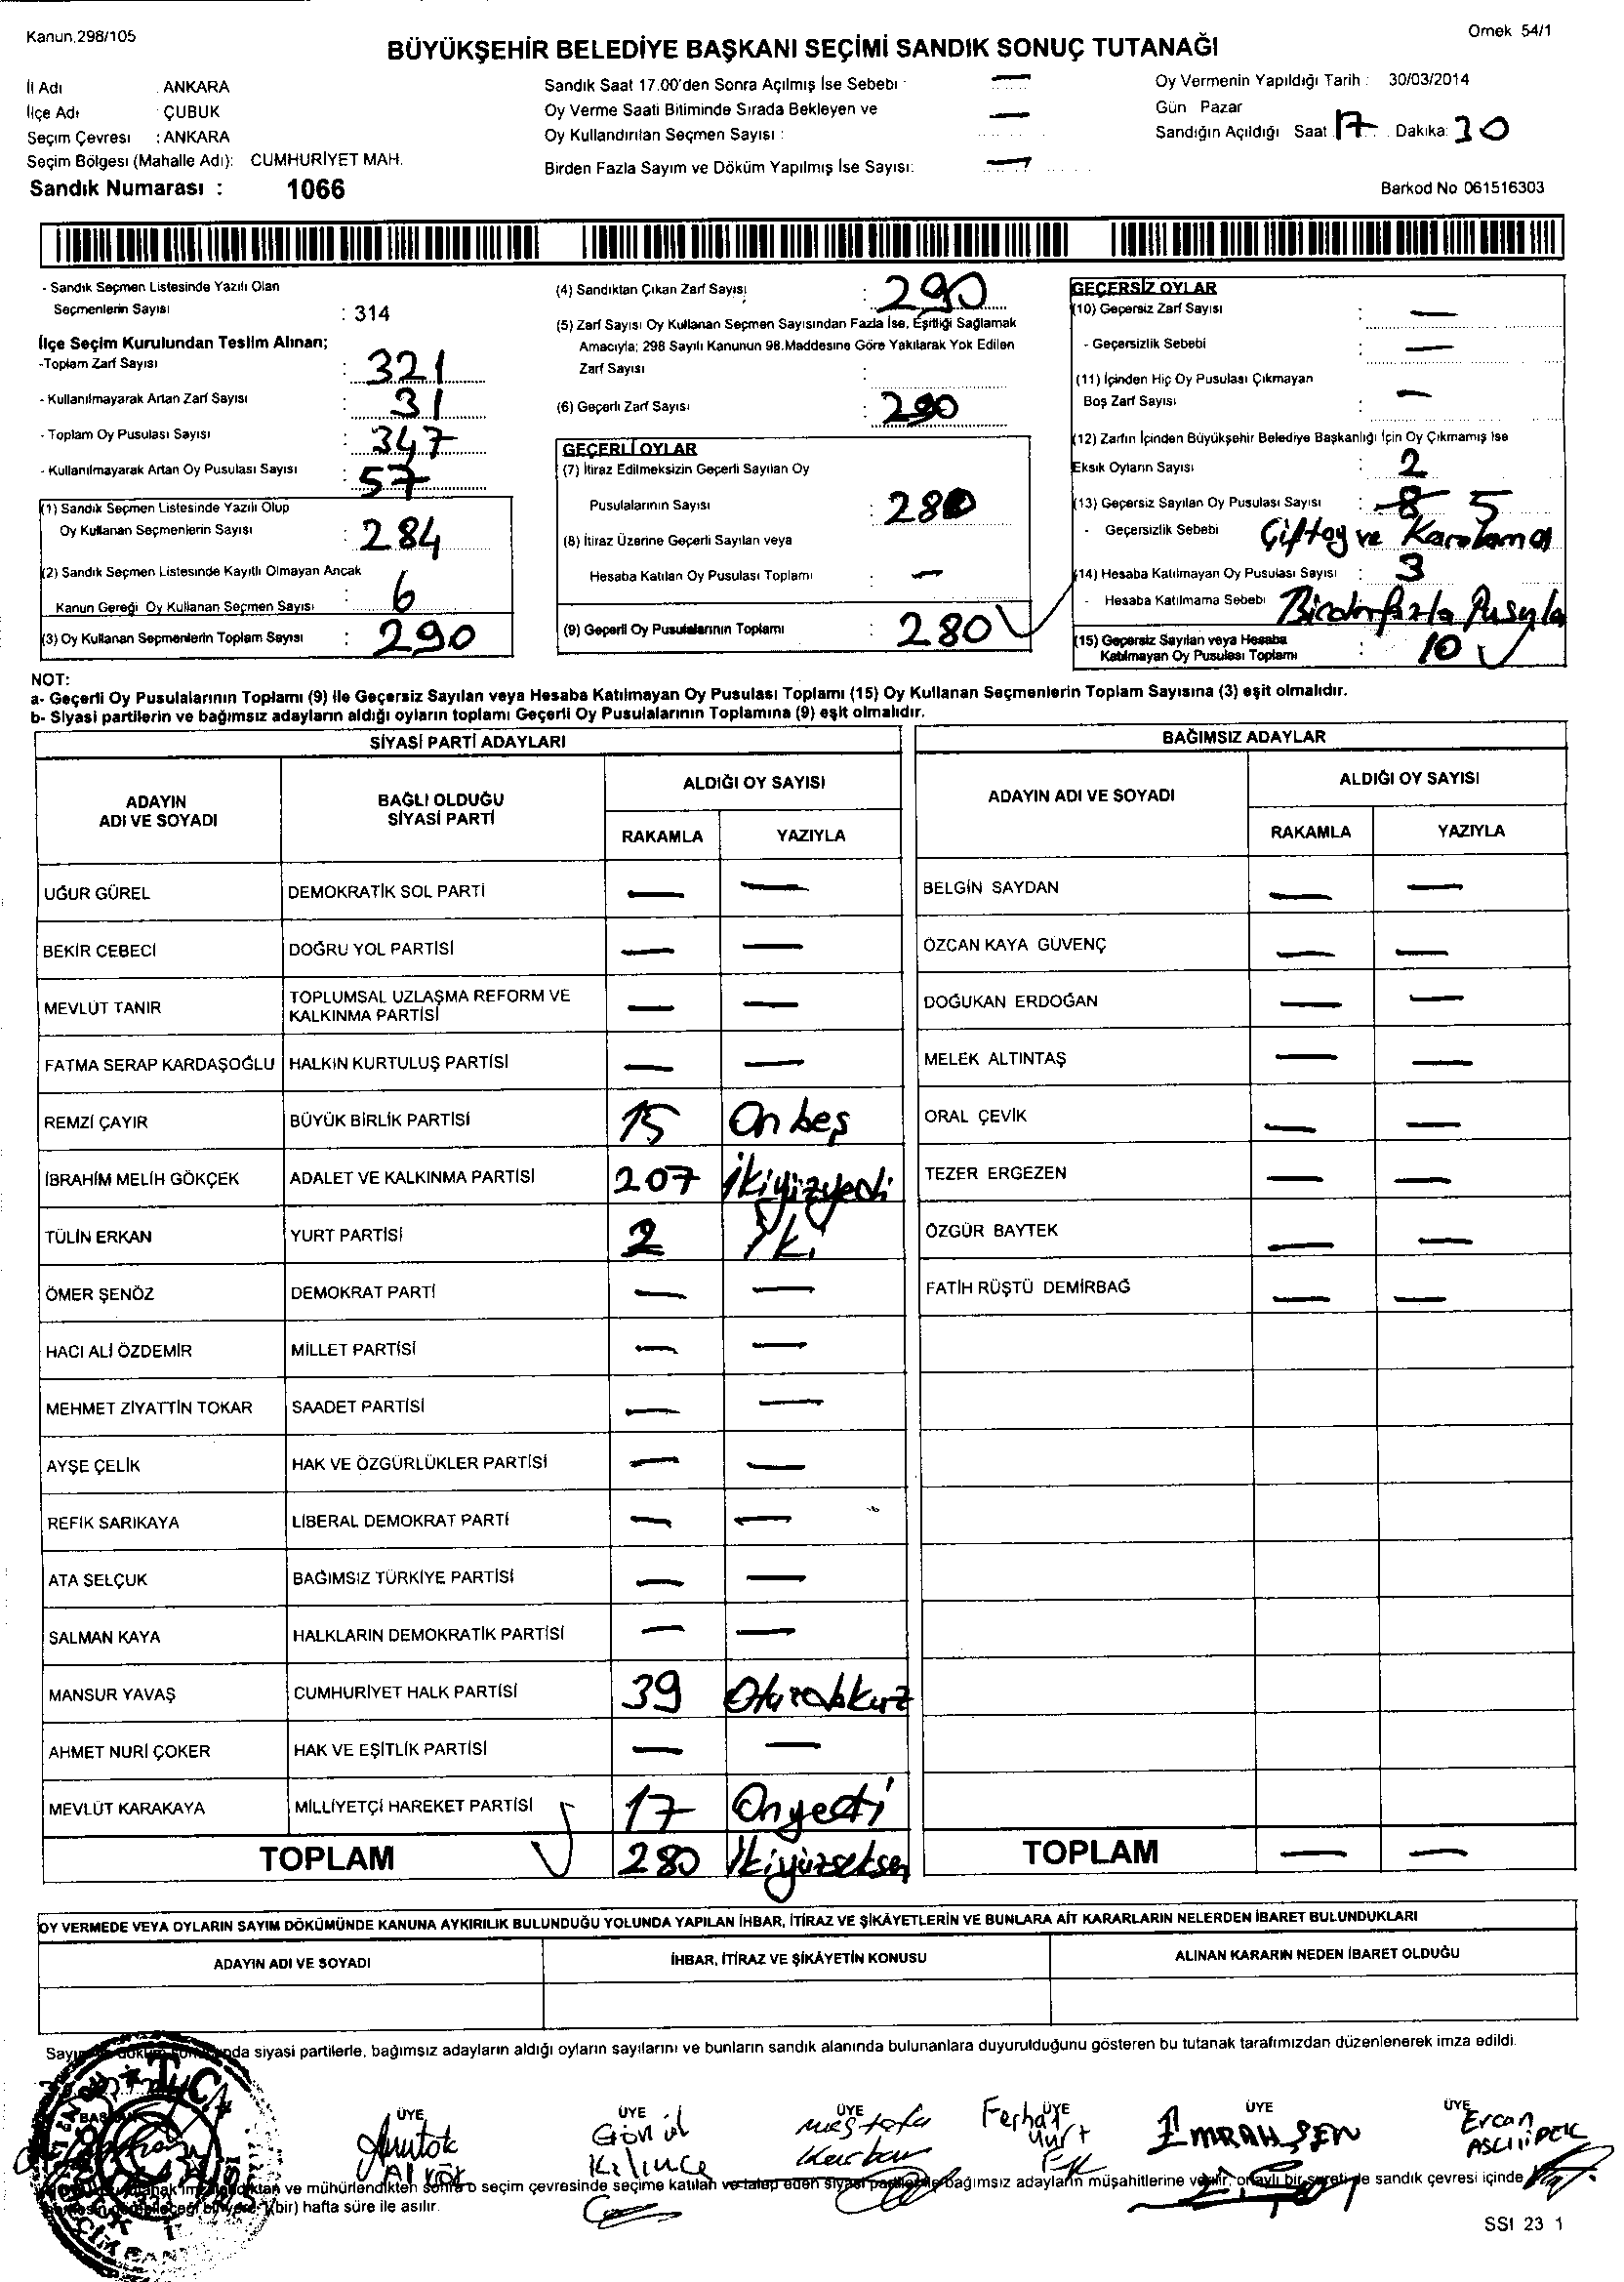 Kanun,298/105
Örnek 54/1
BÜYÜKŞEHİR BELEDİYE BAŞKANI SEÇİMİ SANDIK SONUÇ TUTANAĞI
İl Adı : ANKARA
İlçe Adı : ÇUBUK
Seçim Çevresi : ANKARA
Seçim Bölgesi (Mahalle Adı): CUMHURİYET MAH.
Sandık Numarası : 1066
Sandık Saat 17.00'den Sonra Açılmış İse Sebebi : —
Oy Verme Saati Bitiminde Sırada Bekleyen ve
Oy Kullandırılan Seçmen Sayısı : —
Birden Fazla Sayım ve Döküm Yapılmış İse Sayısı: —
Oy Vermenin Yapıldığı Tarih : 30/03/2014
Gün Pazar
Sandığın Açıldığı Saat 17 Dakika: 30
Barkod No 061516303
- Sandık Seçmen Listesinde Yazılı Olan
Seçmenlerin Sayısı : 314
İlçe Seçim Kurulundan Teslim Alınan;
-Toplam Zarf Sayısı : 321
- Kullanılmayarak Artan Zarf Sayısı : 31
- Toplam Oy Pusulası Sayısı : 347
- Kullanılmayarak Artan Oy Pusulası Sayısı : 57
(1) Sandık Seçmen Listesinde Yazılı Olup
Oy Kullanan Seçmenlerin Sayısı : 284
(2) Sandık Seçmen Listesinde Kayıtlı Olmayan Ancak
Kanun Gereği Oy Kullanan Seçmen Sayısı : 6
(3) Oy Kullanan Seçmenlerin Toplam Sayısı : 290
(4) Sandıktan Çıkan Zarf Sayısı : 290
(5) Zarf Sayısı Oy Kullanan Seçmen Sayısından Fazla İse, Eşitliği Sağlamak
Amacıyla; 298 Sayılı Kanunun 98.Maddesine Göre Yakılarak Yok Edilen
Zarf Sayısı :
(6) Geçerli Zarf Sayısı : 290
GEÇERLİ OYLAR
(7) İtiraz Edilmeksizin Geçerli Sayılan Oy
Pusulalarının Sayısı : 280
(8) İtiraz Üzerine Geçerli Sayılan veya
Hesaba Katılan Oy Pusulası Toplamı : —
(9) Geçerli Oy Pusulalarının Toplamı : 280
GEÇERSİZ OYLAR
(10) Geçersiz Zarf Sayısı : —
- Geçersizlik Sebebi : —
(11) İçinden Hiç Oy Pusulası Çıkmayan
Boş Zarf Sayısı : —
(12) Zarfın İçinden Büyükşehir Belediye Başkanlığı İçin Oy Çıkmamış İse
Eksik Oyların Sayısı : 2
(13) Geçersiz Sayılan Oy Pusulası Sayısı : 8 5
- Geçersizlik Sebebi Çiftoy ve Karalama
(14) Hesaba Katılmayan Oy Pusulası Sayısı : 3
- Hesaba Katılmama Sebebi Birdenfazla Pusula
(15) Geçersiz Sayılan veya Hesaba
Katılmayan Oy Pusulası Toplamı : 10
NOT:
a- Geçerli Oy Pusulalarının Toplamı (9) ile Geçersiz Sayılan veya Hesaba Katılmayan Oy Pusulası Toplamı (15) Oy Kullanan Seçmenlerin Toplam Sayısına (3) eşit olmalıdır.
b- Siyasi partilerin ve bağımsız adayların aldığı oyların toplamı Geçerli Oy Pusulalarının Toplamına (9) eşit olmalıdır.
SİYASİ PARTİ ADAYLARI
ADAYIN ADI VE SOYADI
BAĞLI OLDUĞU SİYASİ PARTİ
ALDIĞI OY SAYISI
RAKAMLA YAZIYLA
UĞUR GÜREL DEMOKRATİK SOL PARTİ — —
BEKİR CEBECİ DOĞRU YOL PARTİSİ — —
MEVLÜT TANIR TOPLUMSAL UZLAŞMA REFORM VE KALKINMA PARTİSİ — —
FATMA SERAP KARDAŞOĞLU HALKIN KURTULUŞ PARTİSİ — —
REMZİ ÇAYIR BÜYÜK BİRLİK PARTİSİ 15 Onbeş
İBRAHİM MELİH GÖKÇEK ADALET VE KALKINMA PARTİSİ 207 İkiyüzyedi
TÜLİN ERKAN YURT PARTİSİ 2 İki
ÖMER ŞENÖZ DEMOKRAT PARTİ — —
HACI ALİ ÖZDEMİR MİLLET PARTİSİ — —
MEHMET ZİYATTİN TOKAR SAADET PARTİSİ — —
AYŞE ÇELİK HAK VE ÖZGÜRLÜKLER PARTİSİ — —
REFİK SARIKAYA LİBERAL DEMOKRAT PARTİ — —
ATA SELÇUK BAĞIMSIZ TÜRKİYE PARTİSİ — —
SALMAN KAYA HALKLARIN DEMOKRATİK PARTİSİ — —
MANSUR YAVAŞ CUMHURİYET HALK PARTİSİ 39 Otuzdokuz
AHMET NURİ ÇOKER HAK VE EŞİTLİK PARTİSİ — —
MEVLÜT KARAKAYA MİLLİYETÇİ HAREKET PARTİSİ 17 Onyedi
TOPLAM 280 İkiyüzseksen
BAĞIMSIZ ADAYLAR
ADAYIN ADI VE SOYADI
ALDIĞI OY SAYISI
RAKAMLA YAZIYLA
BELGİN SAYDAN — —
ÖZCAN KAYA GÜVENÇ — —
DOĞUKAN ERDOĞAN — —
MELEK ALTINTAŞ — —
ORAL ÇEVİK — —
TEZER ERGEZEN — —
ÖZGÜR BAYTEK — —
FATİH RÜŞTÜ DEMİRBAĞ — —
TOPLAM — —
OY VERMEDE VEYA OYLARIN SAYIM DÖKÜMÜNDE KANUNA AYKIRILIK BULUNDUĞU YOLUNDA YAPILAN İHBAR, İTİRAZ VE ŞİKÂYETLERİN VE BUNLARA AİT KARARLARIN NELERDEN İBARET BULUNDUKLARI
ADAYIN ADI VE SOYADI
İHBAR, İTİRAZ VE ŞİKÂYETİN KONUSU
ALINAN KARARIN NEDEN İBARET OLDUĞU
siyasi partilerle, bağımsız adayların aldığı oyların sayılarını ve bunların sandık alanında bulunanlara duyurulduğunu gösteren bu tutanak tarafımızdan düzenlenerek imza edildi.
T.C.
ÜYE ÜYE ÜYE ÜYE ÜYE ÜYE
Gönül Kılınç
Ferhat Yurt
EMRAH ŞEN
Ercan
ve mühürlendikten sonra o seçim çevresinde seçime katılan ve talep eden siyasi partiler ile bağımsız adayların müşahitlerine verilir, onaylı bir sureti de sandık çevresi içinde
(bir) hafta süre ile asılır.
SSI 23 1